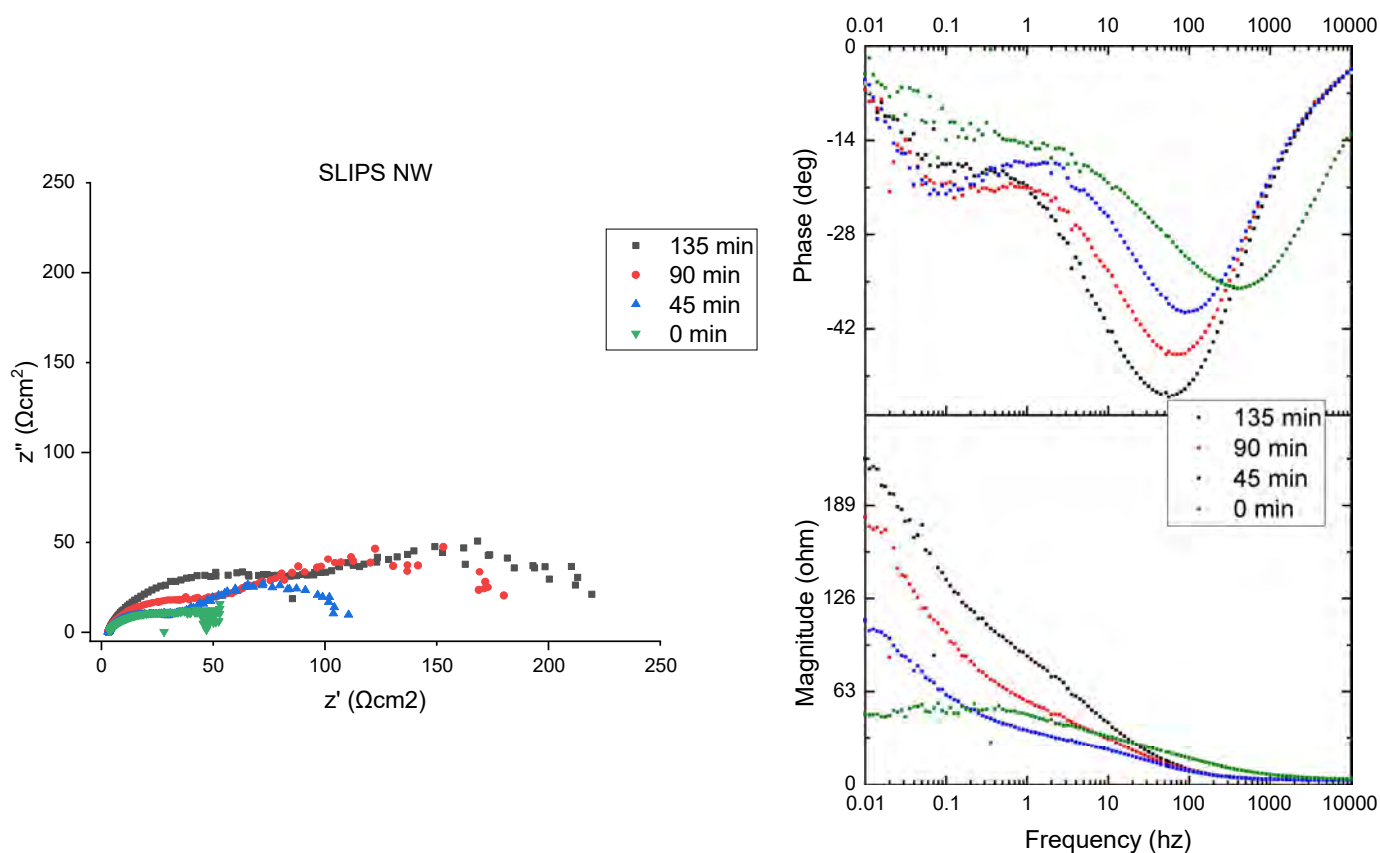 SLIPS NW
250
200
150
100
50
0
z'' (Ωcm²)
0 50 100 150 200 250
z' (Ωcm2)
135 min
90 min
45 min
0 min
0.01 0.1 1 10 100 1000 10000
0
-14
-28
-42
Phase (deg)
135 min
90 min
45 min
0 min
189
126
63
0
Magnitude (ohm)
0.01 0.1 1 10 100 1000 10000
Frequency (hz)